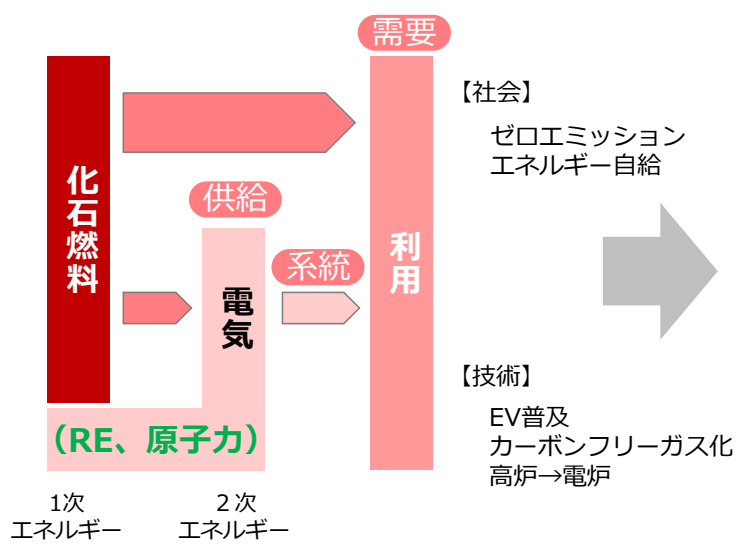 需要
【社会】
ゼロエミッション
エネルギー自給
化石燃料
供給
系統
利用
電気
【技術】
EV普及
カーボンフリーガス化
高炉→電炉
（RE、原子力）
1次
エネルギー
２次
エネルギー